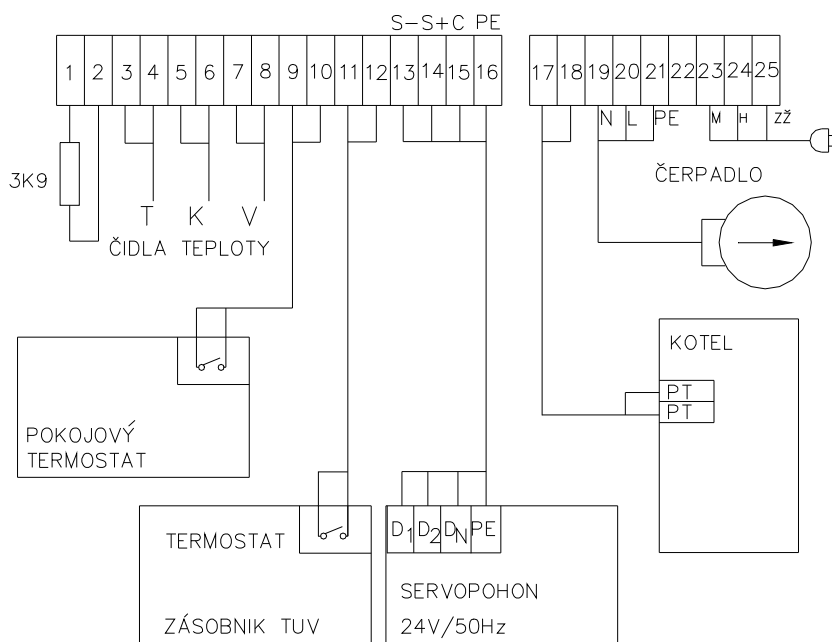 S-S+C PE
1 2 3 4 5 6 7 8 9 10 11 12 13 14 15 16
17 18 19 20 21 22 23 24 25
N L PE M H ZŽ
3K9
T K V
ČIDLA TEPLOTY
ČERPADLO
KOTEL
PT
PT
POKOJOVÝ
TERMOSTAT
TERMOSTAT
ZÁSOBNIK TUV
D1 D2 DN PE
SERVOPOHON
24V/50Hz